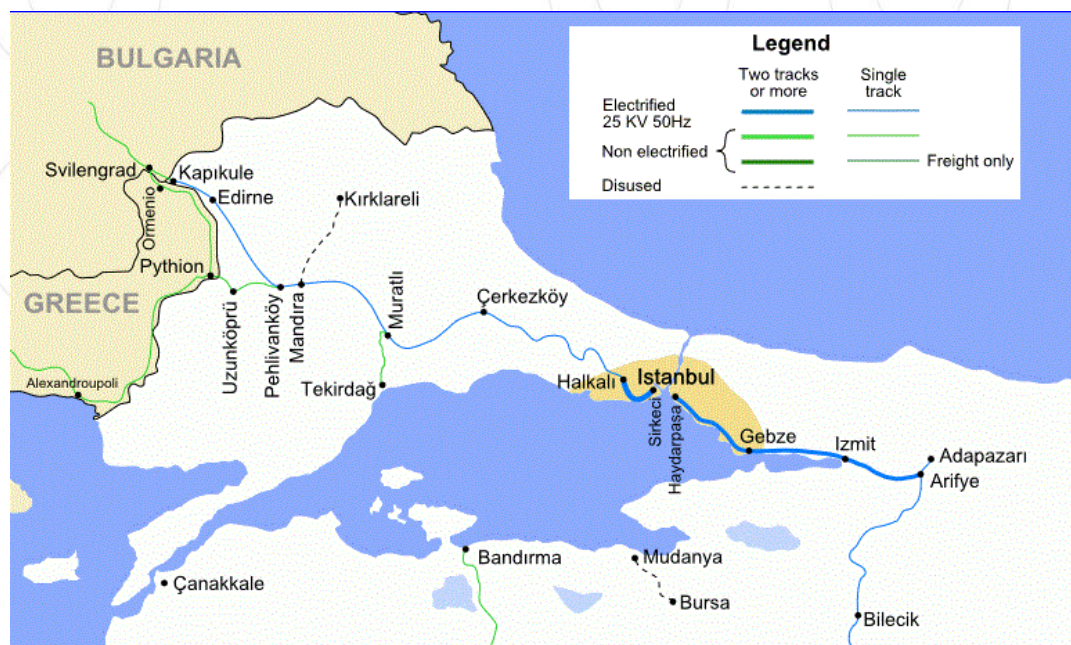 BULGARIA
Legend
Two tracks
or more
Single
track
Electrified
25 KV 50Hz
Non electrified
Freight only
Disused
Svilengrad
Kapıkule
Edirne
Ormenio
Kırklareli
Pythion
GREECE
Uzunköprü
Pehlivanköy
Mandıra
Muratlı
Çerkezköy
Alexandroupoli
Tekirdağ
Halkalı
Istanbul
Sirkeci
Haydarpaşa
Gebze
Izmit
Adapazarı
Arifye
Bandırma
Mudanya
Çanakkale
Bursa
Bilecik